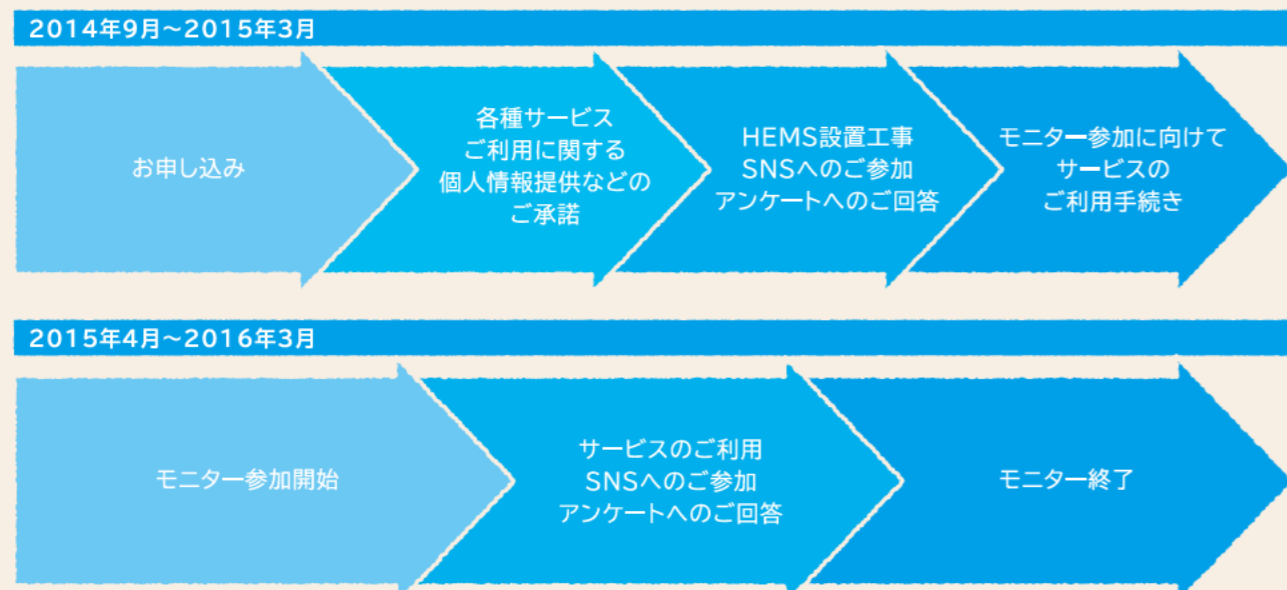 2014年9月～2015年3月
お申し込み
各種サービス
ご利用に関する
個人情報提供などの
ご承諾
HEMS設置工事
SNSへのご参加
アンケートへのご回答
モニター参加に向けて
サービスの
ご利用手続き
2015年4月～2016年3月
モニター参加開始
サービスのご利用
SNSへのご参加
アンケートへのご回答
モニター終了